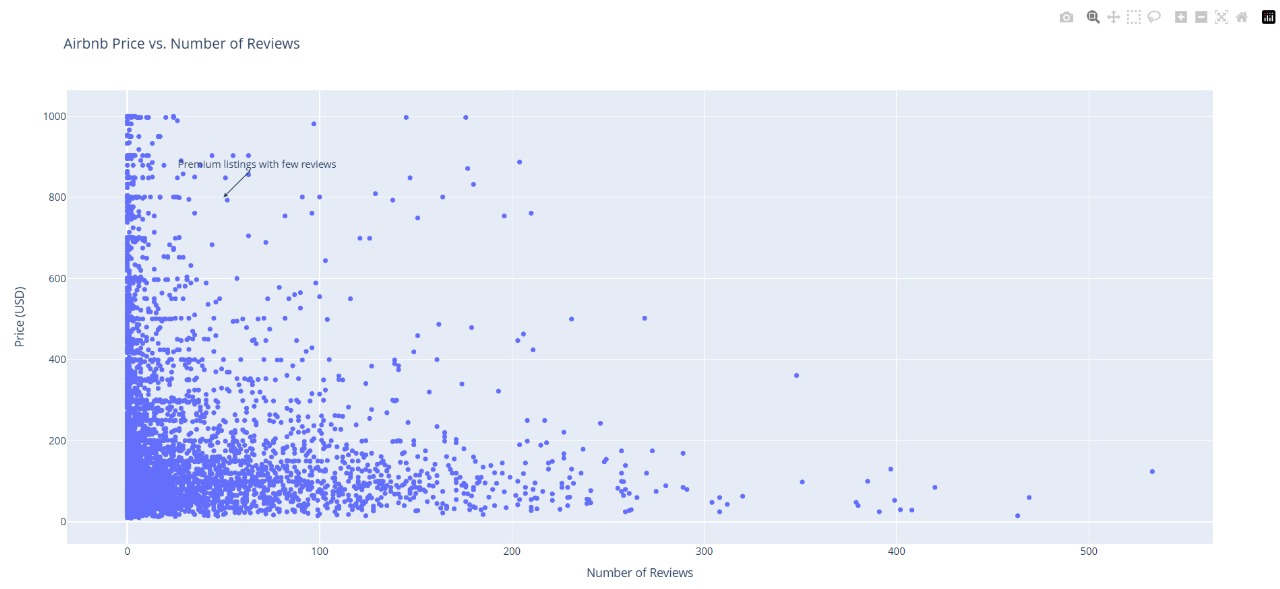 Airbnb Price vs. Number of Reviews
1000
Premium listings with few reviews
800
600
Price (USD)
400
200
0
0 100 200 300 400 500
Number of Reviews